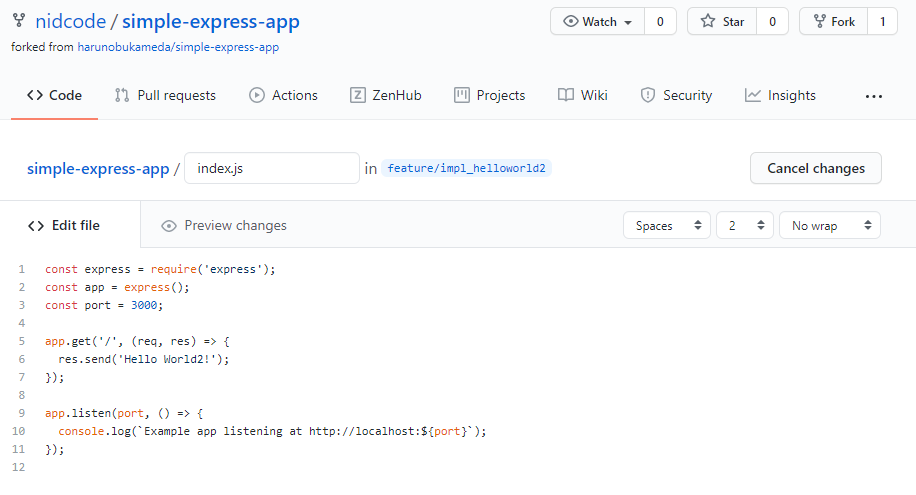 nidcode / simple-express-app Watch 0 Star 0 Fork 1
forked from harunobukameda/simple-express-app
Code Pull requests Actions ZenHub Projects Wiki Security Insights ...
simple-express-app / index.js in feature/impl_helloworld2 Cancel changes
<> Edit file Preview changes Spaces 2 No wrap
1 const express = require('express');
2 const app = express();
3 const port = 3000;
4
5 app.get('/', (req, res) => {
6   res.send('Hello World2!');
7 });
8
9 app.listen(port, () => {
10   console.log(`Example app listening at http://localhost:${port}`);
11 });
12